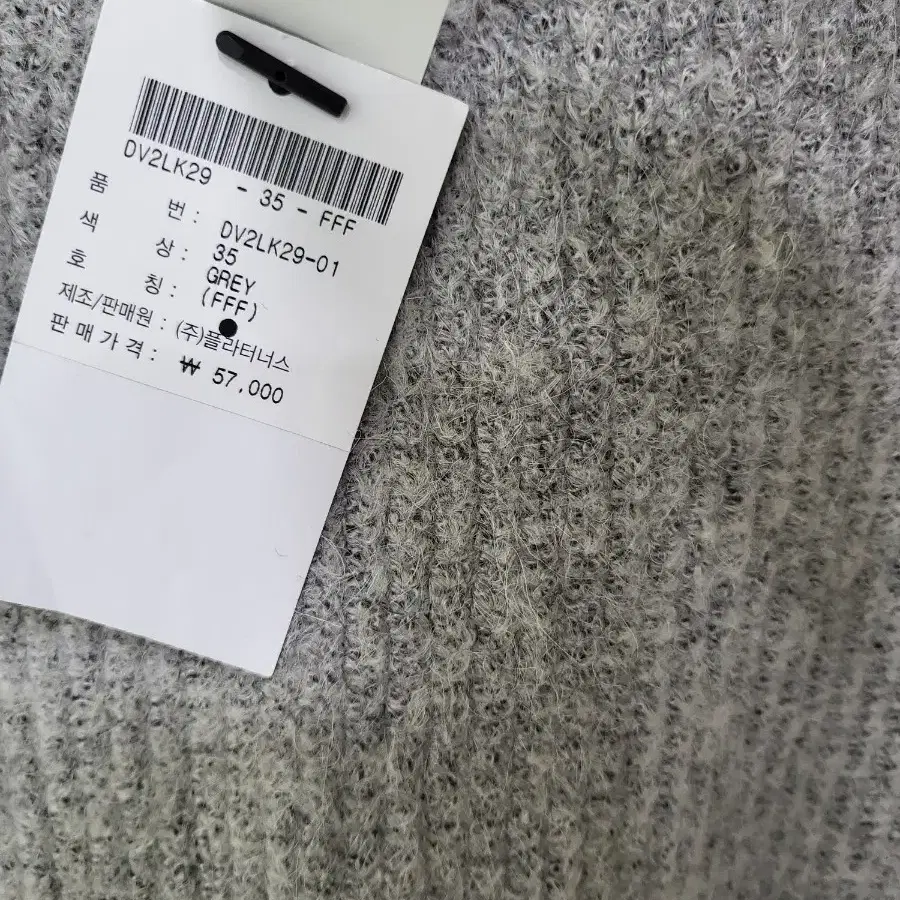 DV2LK29 - 35 - FFF
품 번 : DV2LK29-01
색 상 : 35
GREY
호 칭 : (FFF)
제조/판매원 : (주)플라터너스
판 매 가 격 : ₩ 57,000